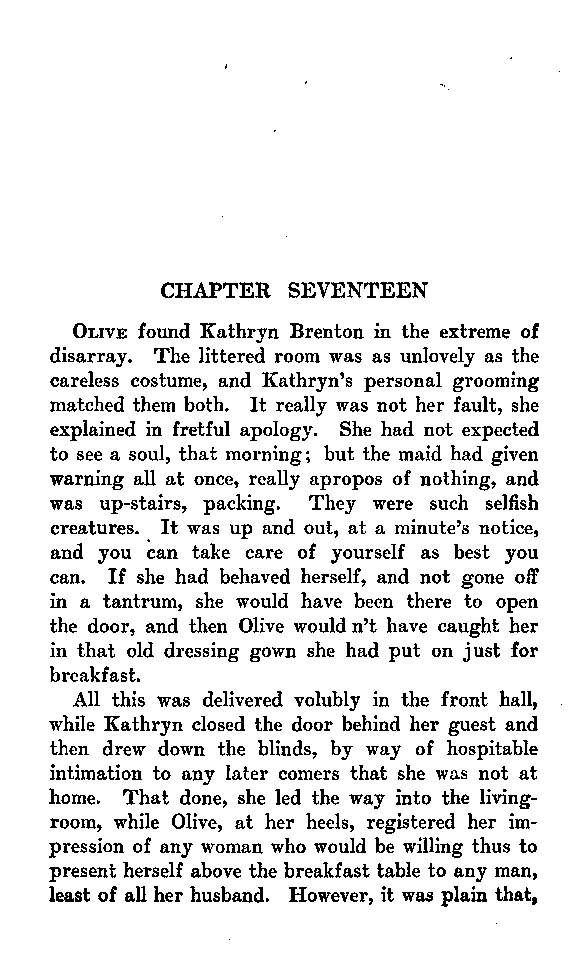 CHAPTER SEVENTEEN
OLIVE found Kathryn Brenton in the extreme of
disarray. The littered room was as unlovely as the
careless costume, and Kathryn's personal grooming
matched them both. It really was not her fault, she
explained in fretful apology. She had not expected
to see a soul, that morning; but the maid had given
warning all at once, really apropos of nothing, and
was up-stairs, packing. They were such selfish
creatures. It was up and out, at a minute's notice,
and you can take care of yourself as best you
can. If she had behaved herself, and not gone off
in a tantrum, she would have been there to open
the door, and then Olive would n't have caught her
in that old dressing gown she had put on just for
breakfast.
All this was delivered volubly in the front hall,
while Kathryn closed the door behind her guest and
then drew down the blinds, by way of hospitable
intimation to any later comers that she was not at
home. That done, she led the way into the living-
room, while Olive, at her heels, registered her im-
pression of any woman who would be willing thus to
present herself above the breakfast table to any man,
least of all her husband. However, it was plain that,